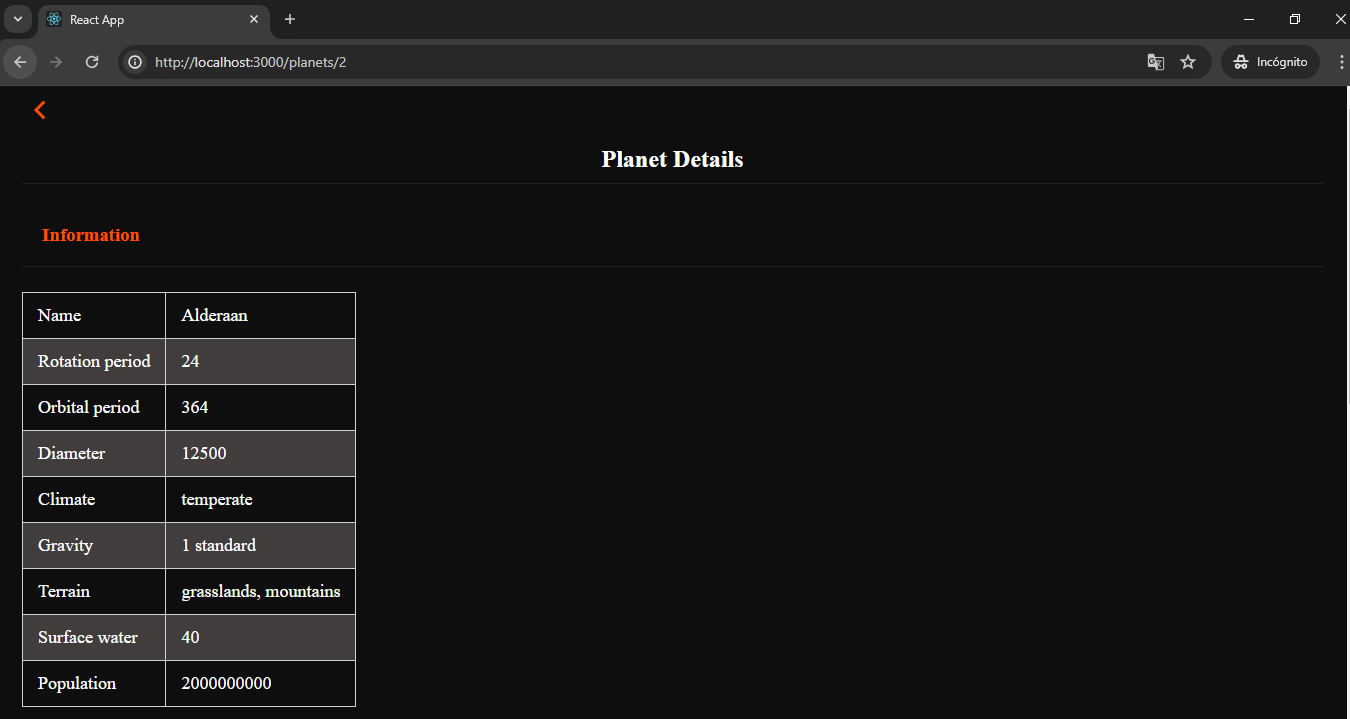 React App
http://localhost:3000/planets/2
Incógnito
Planet Details
Information
Name Alderaan
Rotation period 24
Orbital period 364
Diameter 12500
Climate temperate
Gravity 1 standard
Terrain grasslands, mountains
Surface water 40
Population 2000000000